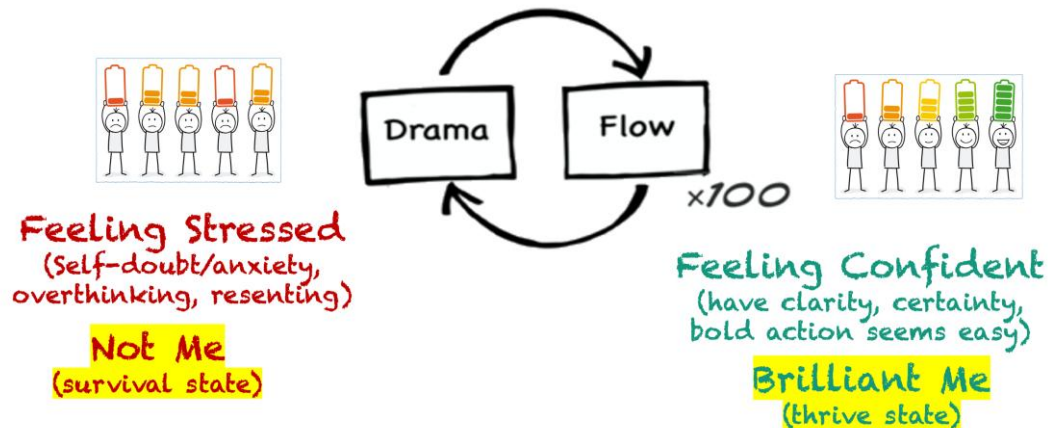 Drama
Flow
x100
Feeling Stressed
(Self-doubt/anxiety,
overthinking, resenting)
Not Me
(survival state)
Feeling Confident
(have clarity, certainty,
bold action seems easy)
Brilliant Me
(thrive state)